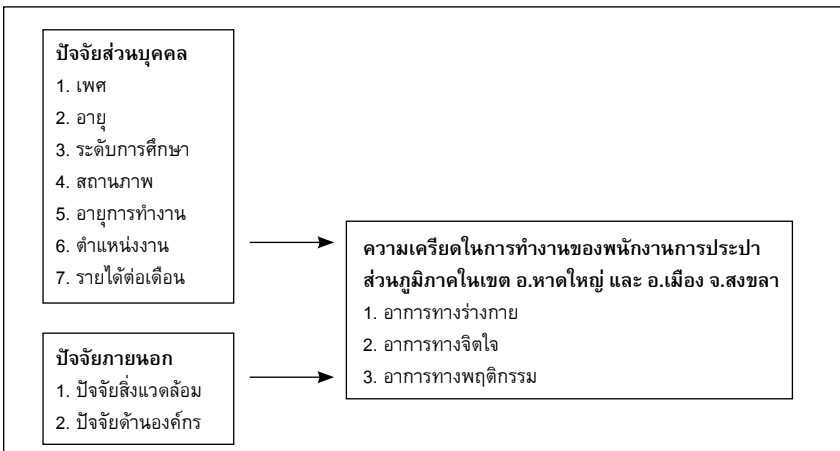 ปัจจัยส่วนบุคคล
1. เพศ
2. อายุ
3. ระดับการศึกษา
4. สถานภาพ
5. อายุการทำงาน
6. ตำแหน่งงาน
7. รายได้ต่อเดือน
ปัจจัยภายนอก
1. ปัจจัยสิ่งแวดล้อม
2. ปัจจัยด้านองค์กร
ความเครียดในการทำงานของพนักงานการประปา
ส่วนภูมิภาคในเขต อ.หาดใหญ่ และ อ.เมือง จ.สงขลา
1. อาการทางร่างกาย
2. อาการทางจิตใจ
3. อาการทางพฤติกรรม